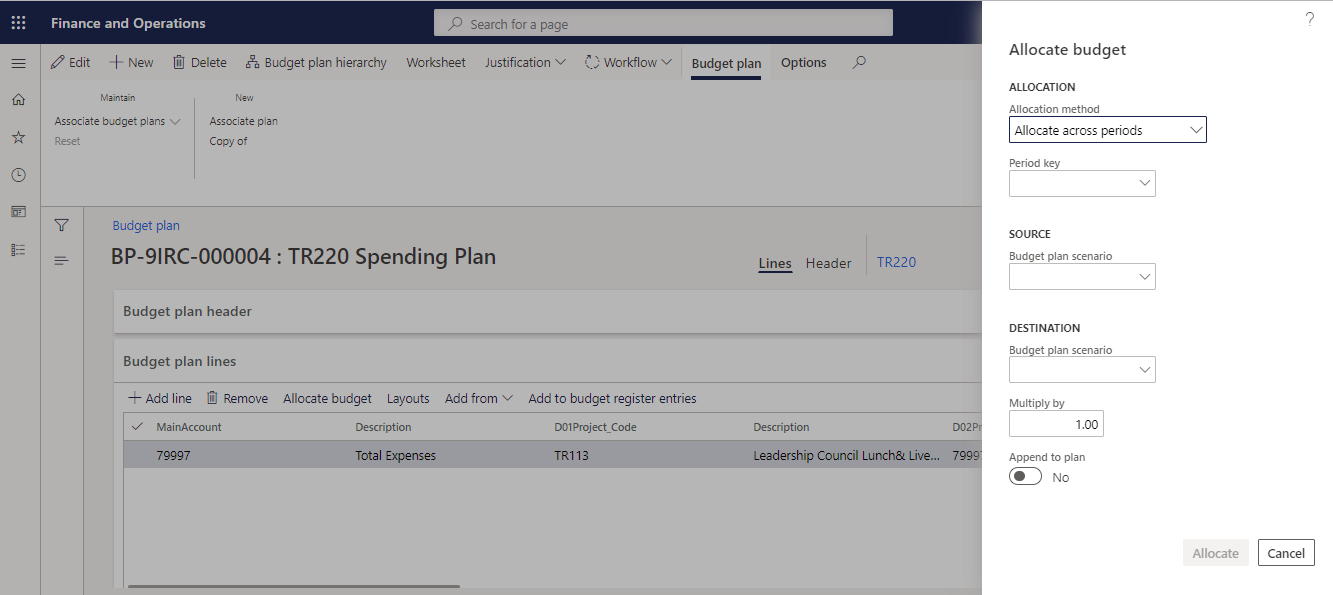 Finance and Operations
Search for a page
?
Edit
New
Delete
Budget plan hierarchy
Worksheet
Justification
Workflow
Budget plan
Options
Maintain
Associate budget plans
Reset
New
Associate plan
Copy of
Budget plan
BP-9IRC-000004 : TR220 Spending Plan
Lines
Header
TR220
Budget plan header
Budget plan lines
Add line
Remove
Allocate budget
Layouts
Add from
Add to budget register entries
MainAccount
Description
D01Project_Code
Description
D02Pr
79997
Total Expenses
TR113
Leadership Council Lunch& Live...
7999
Allocate budget
ALLOCATION
Allocation method
Allocate across periods
Period key
SOURCE
Budget plan scenario
DESTINATION
Budget plan scenario
Multiply by
1.00
Append to plan
No
Allocate
Cancel